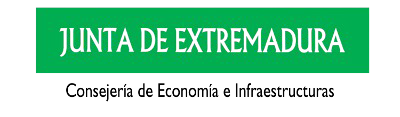 JUNTA DE EXTREMADURA
Consejería de Economía e Infraestructuras